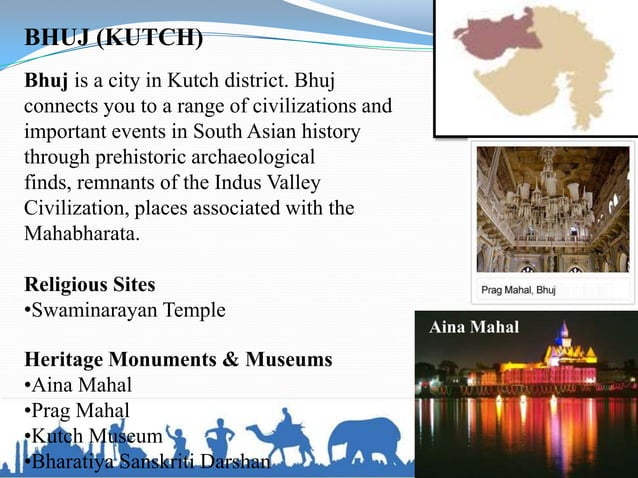 BHUJ (KUTCH)
Bhuj is a city in Kutch district. Bhuj
connects you to a range of civilizations and
important events in South Asian history
through prehistoric archaeological
finds, remnants of the Indus Valley
Civilization, places associated with the
Mahabharata.
Religious Sites
•Swaminarayan Temple
Heritage Monuments & Museums
•Aina Mahal
•Prag Mahal
•Kutch Museum
•Bharatiya Sanskriti Darshan
Prag Mahal, Bhuj
Aina Mahal